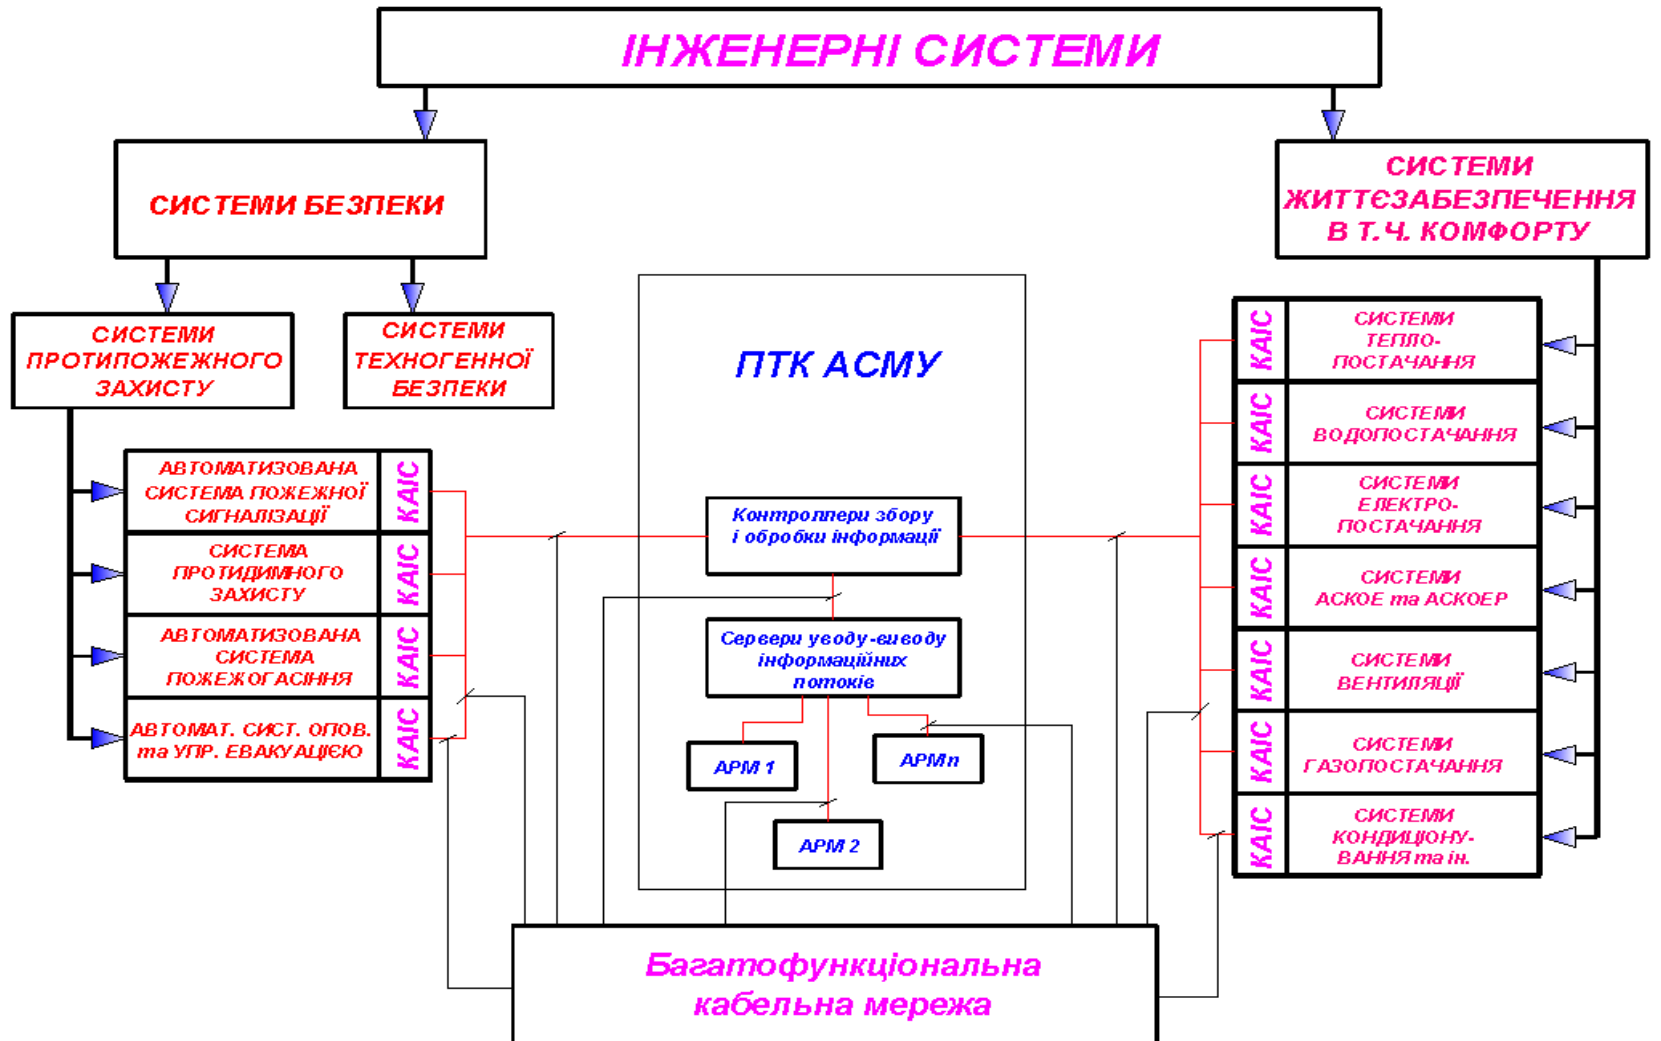 ІНЖЕНЕРНІ СИСТЕМИ
СИСТЕМИ БЕЗПЕКИ
СИСТЕМИ
ЖИТТЄЗАБЕЗПЕЧЕННЯ
В Т.Ч. КОМФОРТУ
СИСТЕМИ
ПРОТИПОЖЕЖНОГО
ЗАХИСТУ
СИСТЕМИ
ТЕХНОГЕННОЇ
БЕЗПЕКИ
АВТОМАТИЗОВАНА
СИСТЕМА ПОЖЕЖНОЇ
СИГНАЛІЗАЦІЇ
КАІС
СИСТЕМА
ПРОТИДИМНОГО
ЗАХИСТУ
КАІС
АВТОМАТИЗОВАНА
СИСТЕМА
ПОЖЕЖОГАСІННЯ
КАІС
АВТОМАТ. СИСТ. ОПОВ.
та УПР. ЕВАКУАЦІЄЮ
КАІС
ПТК АСМУ
Контроллери збору
і обробки інформації
Сервери уводу-виводу
інформаційних
потоків
АРМ 1
АРМ n
АРМ 2
КАІС
СИСТЕМИ
ТЕПЛО-
ПОСТАЧАННЯ
КАІС
СИСТЕМИ
ВОДОПОСТАЧАННЯ
КАІС
СИСТЕМИ
ЕЛЕКТРО-
ПОСТАЧАННЯ
КАІС
СИСТЕМИ
АСКОЕ та АСКОЕР
КАІС
СИСТЕМИ
ВЕНТИЛЯЦІЇ
КАІС
СИСТЕМИ
ГАЗОПОСТАЧАННЯ
КАІС
СИСТЕМИ
КОНДИЦІОНУ-
ВАННЯ та ін.
Багатофункціональна
кабельна мережа